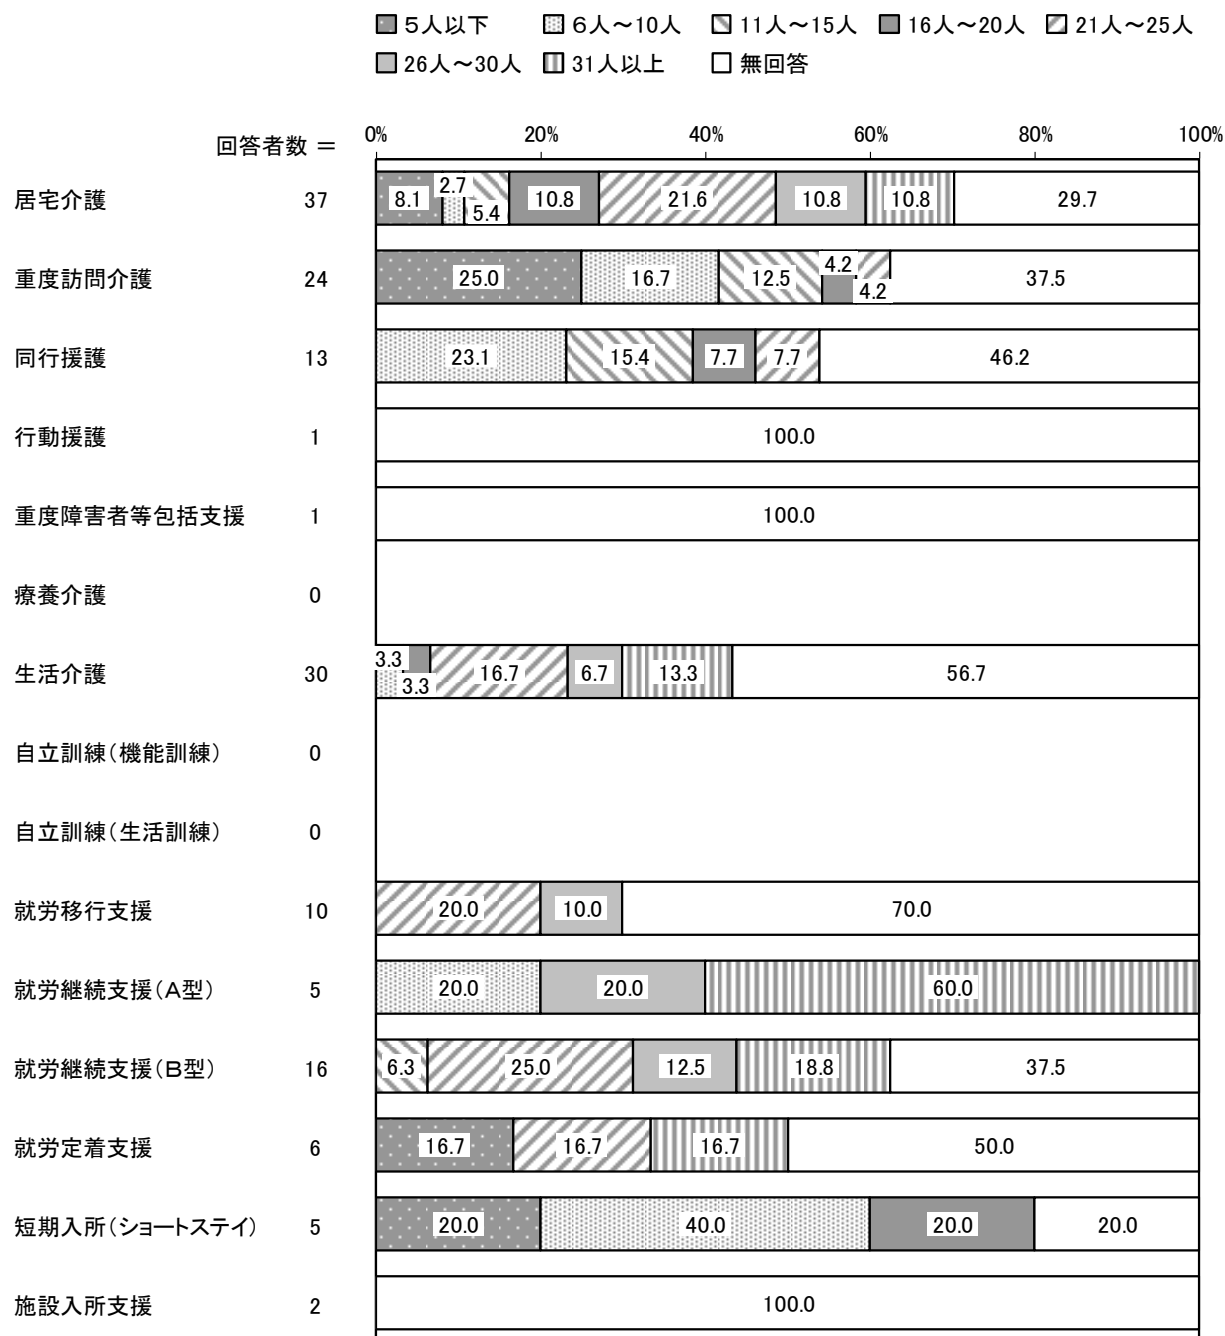 ５人以下 ６人～10人 11人～15人 16人～20人 21人～25人
26人～30人 31人以上 無回答
回答者数 ＝ 0% 20% 40% 60% 80% 100%
居宅介護 37 8.1 2.7 5.4 10.8 21.6 10.8 10.8 29.7
重度訪問介護 24 25.0 16.7 12.5 4.2 4.2 37.5
同行援護 13 23.1 15.4 7.7 7.7 46.2
行動援護 1 100.0
重度障害者等包括支援 1 100.0
療養介護 0
生活介護 30 3.3 3.3 16.7 6.7 13.3 56.7
自立訓練（機能訓練） 0
自立訓練（生活訓練） 0
就労移行支援 10 20.0 10.0 70.0
就労継続支援（Ａ型） 5 20.0 20.0 60.0
就労継続支援（Ｂ型） 16 6.3 25.0 12.5 18.8 37.5
就労定着支援 6 16.7 16.7 16.7 50.0
短期入所（ショートステイ） 5 20.0 40.0 20.0 20.0
施設入所支援 2 100.0